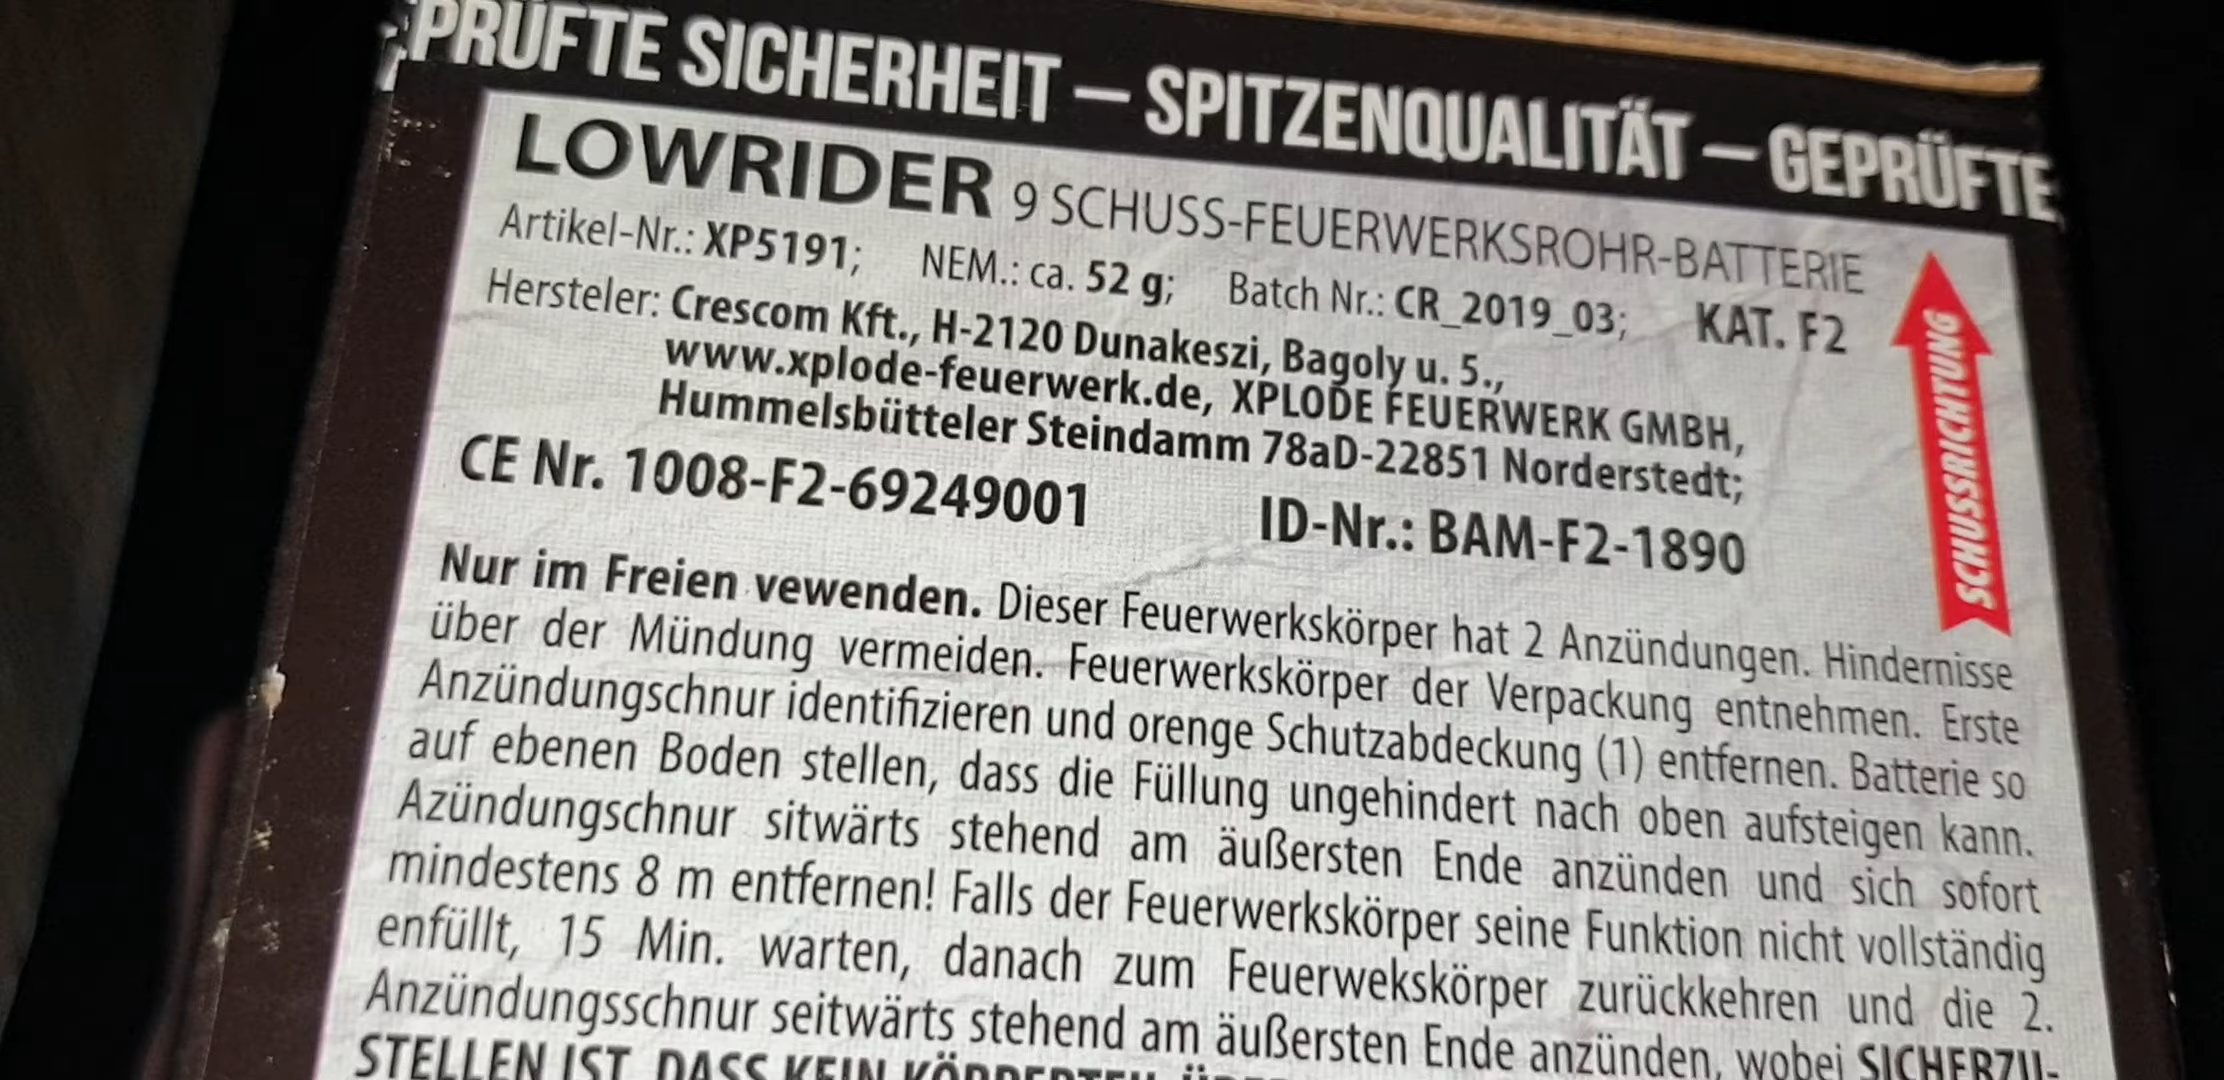 EPRÜFTE SICHERHEIT – SPITZENQUALITÄT – GEPRÜFTE
LOWRIDER 9 SCHUSS-FEUERWERKSROHR-BATTERIE
Artikel-Nr.: XP5191; NEM.: ca. 52 g; Batch Nr.: CR_2019_03; KAT. F2
Hersteler: Crescom Kft., H-2120 Dunakeszi, Bagoly u. 5.,
www.xplode-feuerwerk.de, XPLODE FEUERWERK GMBH,
Hummelsbütteler Steindamm 78aD-22851 Norderstedt;
CE Nr. 1008-F2-69249001 ID-Nr.: BAM-F2-1890
SCHUSSRICHTUNG
Nur im Freien vewenden. Dieser Feuerwerkskörper hat 2 Anzündungen. Hindernisse
über der Mündung vermeiden. Feuerwerkskörper der Verpackung entnehmen. Erste
Anzündungschnur identifizieren und orenge Schutzabdeckung (1) entfernen. Batterie so
auf ebenen Boden stellen, dass die Füllung ungehindert nach oben aufsteigen kann.
Azündungschnur sitwärts stehend am äußersten Ende anzünden und sich sofort
mindestens 8 m entfernen! Falls der Feuerwerkskörper seine Funktion nicht vollständig
enfüllt, 15 Min. warten, danach zum Feuerwekskörper zurückkehren und die 2.
Anzündungsschnur seitwärts stehend am äußersten Ende anzünden, wobei SICHERZU-
STELLEN IST, DASS KEIN KÖRPERTEIL